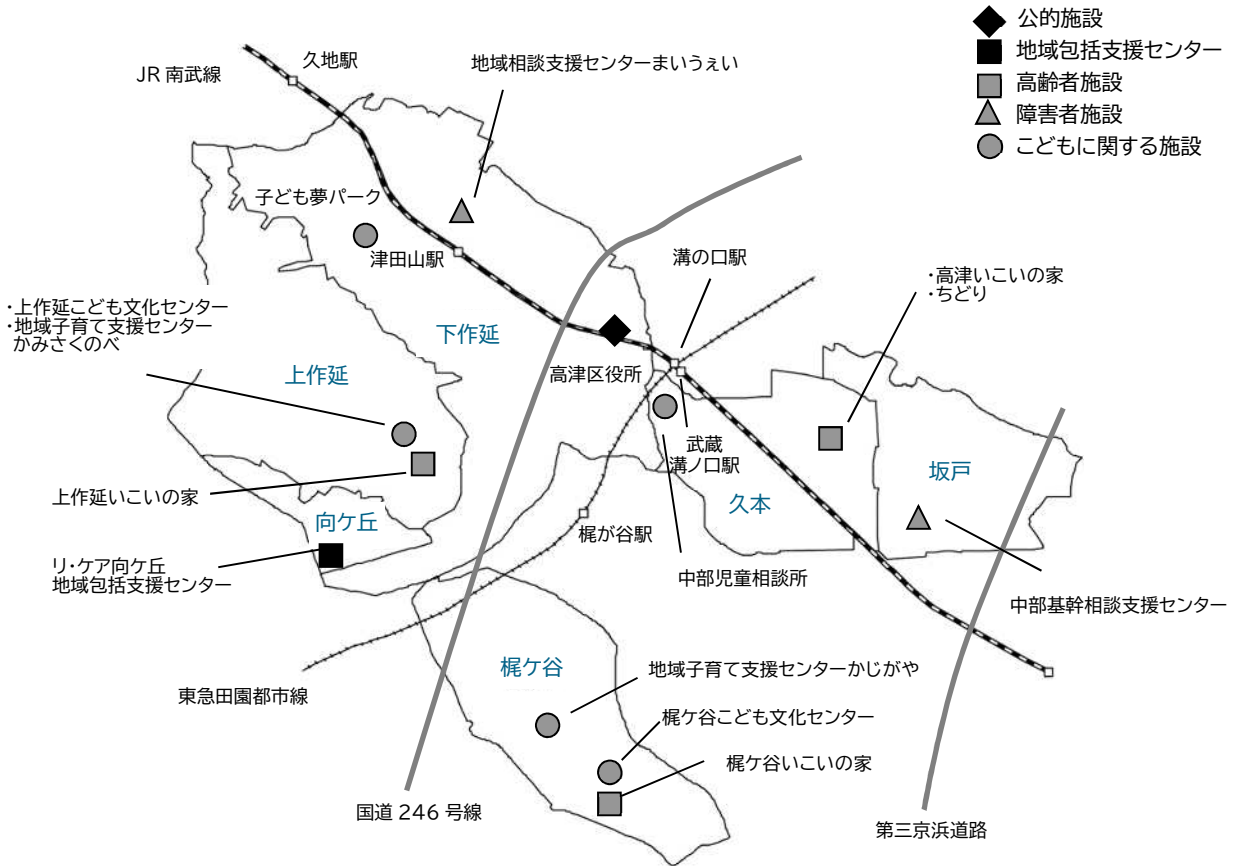 公的施設
地域包括支援センター
高齢者施設
障害者施設
こどもに関する施設
久地駅
JR 南武線
地域相談支援センターまいうぇい
子ども夢パーク
津田山駅
溝の口駅
・高津いこいの家
・ちどり
・上作延こども文化センター
・地域子育て支援センター
かみさくのべ
下作延
上作延
高津区役所
武蔵
溝ノ口駅
坂戸
久本
上作延いこいの家
向ケ丘
梶が谷駅
リ・ケア向ケ丘
地域包括支援センター
中部児童相談所
中部基幹相談支援センター
梶ケ谷
地域子育て支援センターかじがや
東急田園都市線
梶ケ谷こども文化センター
梶ケ谷いこいの家
国道 246 号線
第三京浜道路